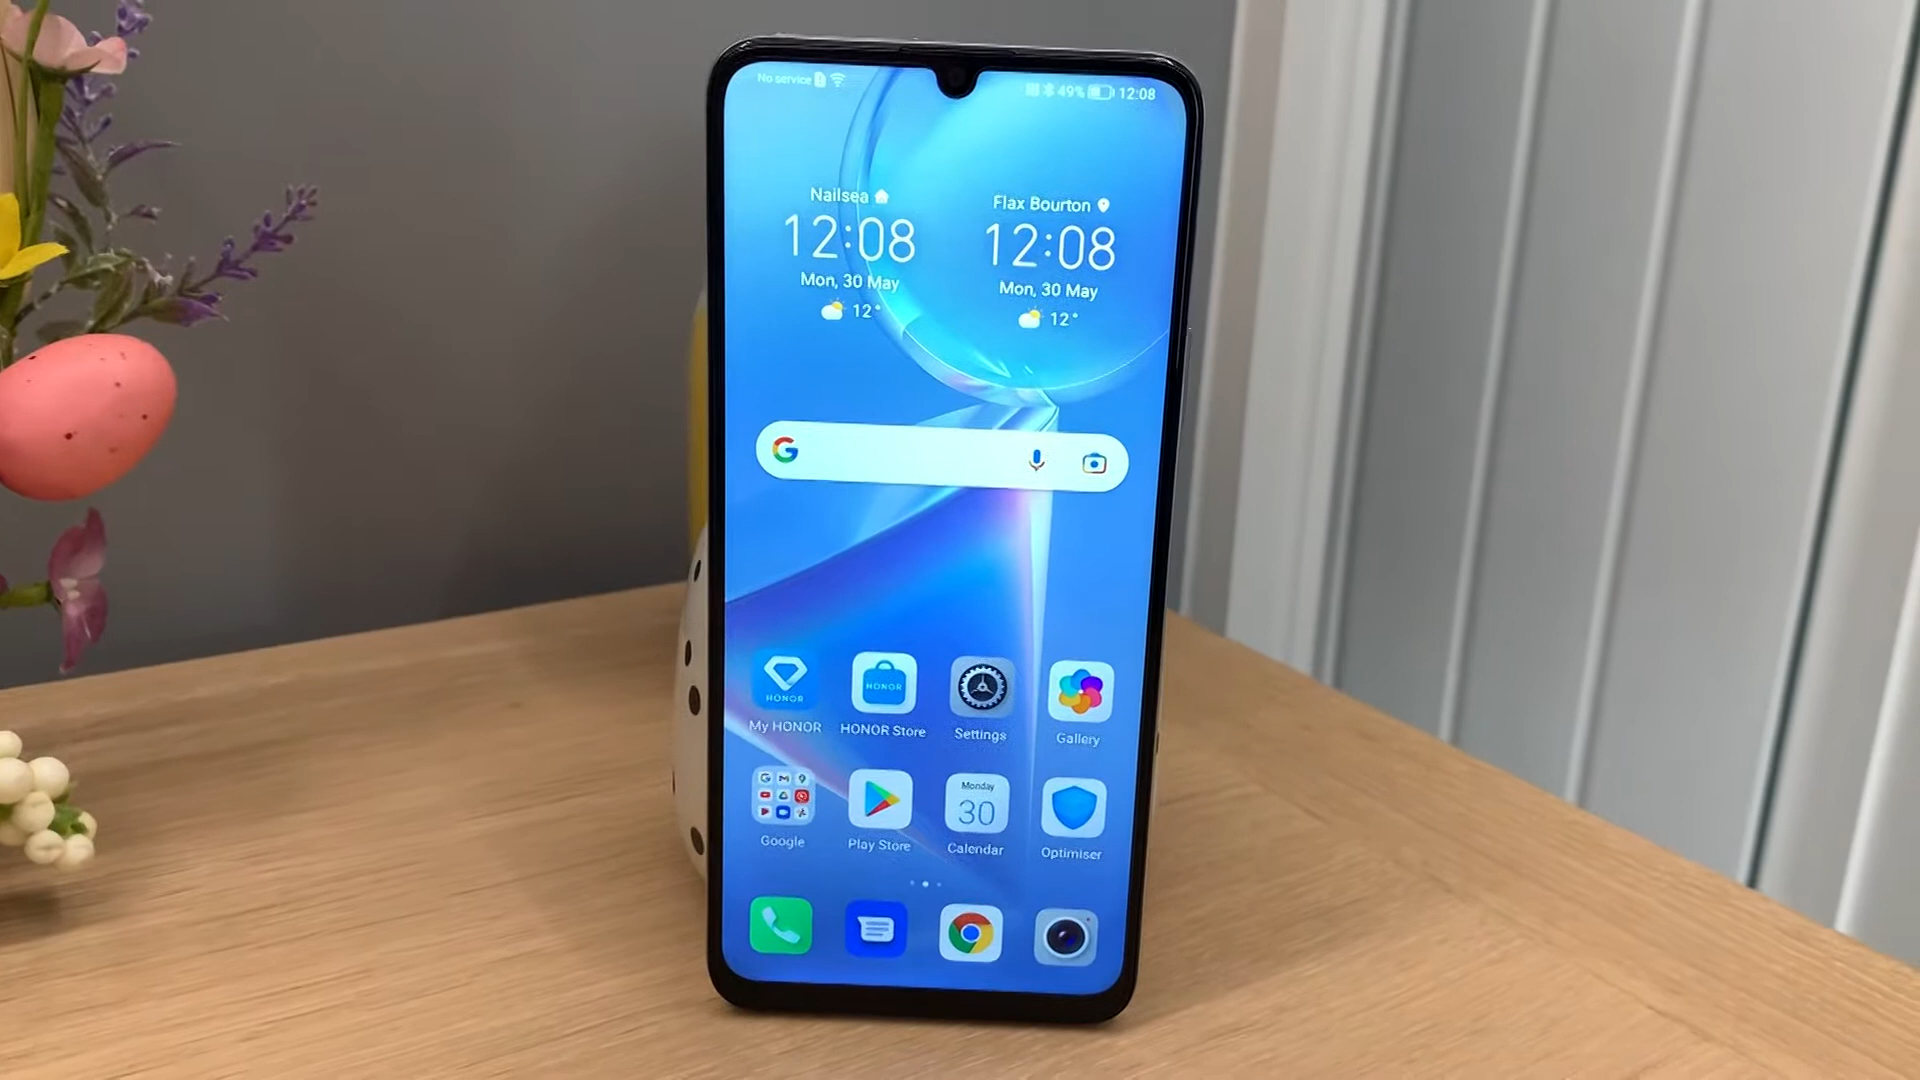 No service
49% 12:08
Nailsea
12:08
Mon, 30 May
12°
Flax Bourton
12:08
Mon, 30 May
12°
HONOR
My HONOR
HONOR
HONOR Store
Settings
Gallery
Google
Play Store
Monday
30
Calendar
Optimiser